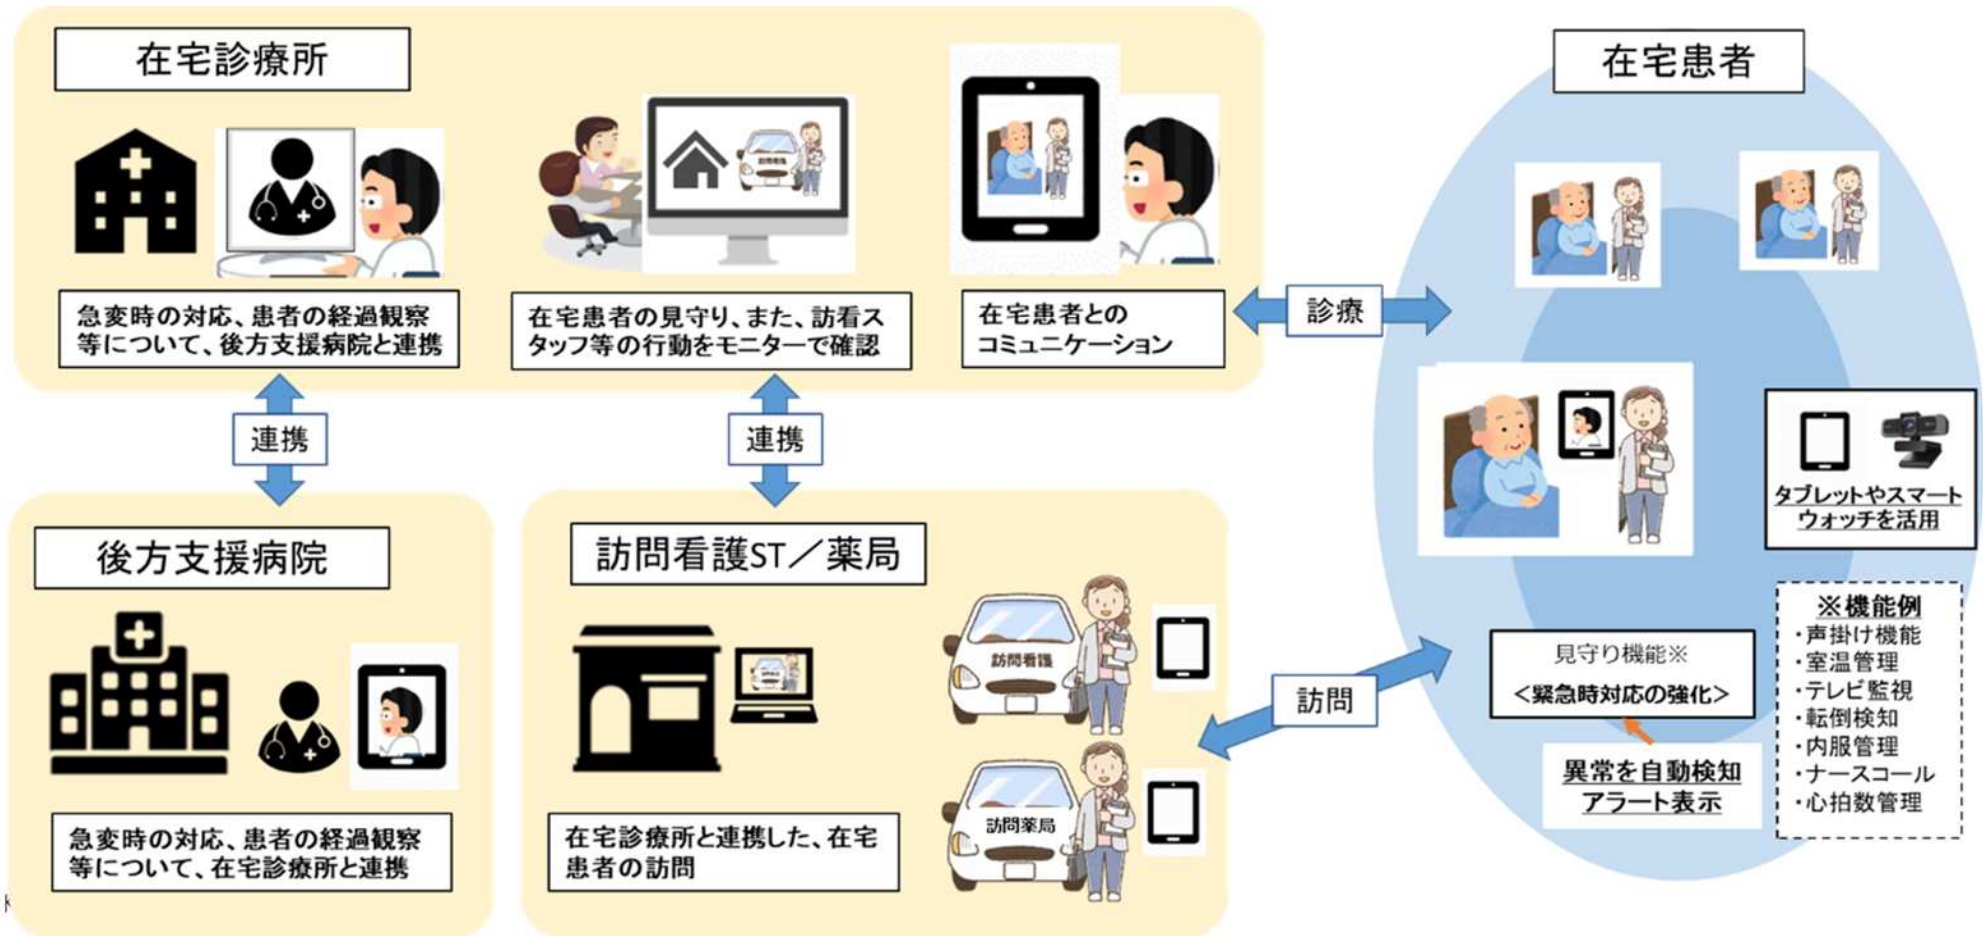 在宅診療所
訪問看護
急変時の対応、患者の経過観察
等について、後方支援病院と連携
在宅患者の見守り、また、訪看ス
タッフ等の行動をモニターで確認
在宅患者との
コミュニケーション
診療
在宅患者
連携
連携
タブレットやスマート
ウォッチを活用
後方支援病院
急変時の対応、患者の経過観察
等について、在宅診療所と連携
訪問看護ST／薬局
訪問看護
訪問薬局
在宅診療所と連携した、在宅
患者の訪問
訪問
見守り機能※
＜緊急時対応の強化＞
異常を自動検知
アラート表示
※機能例
・声掛け機能
・室温管理
・テレビ監視
・転倒検知
・内服管理
・ナースコール
・心拍数管理